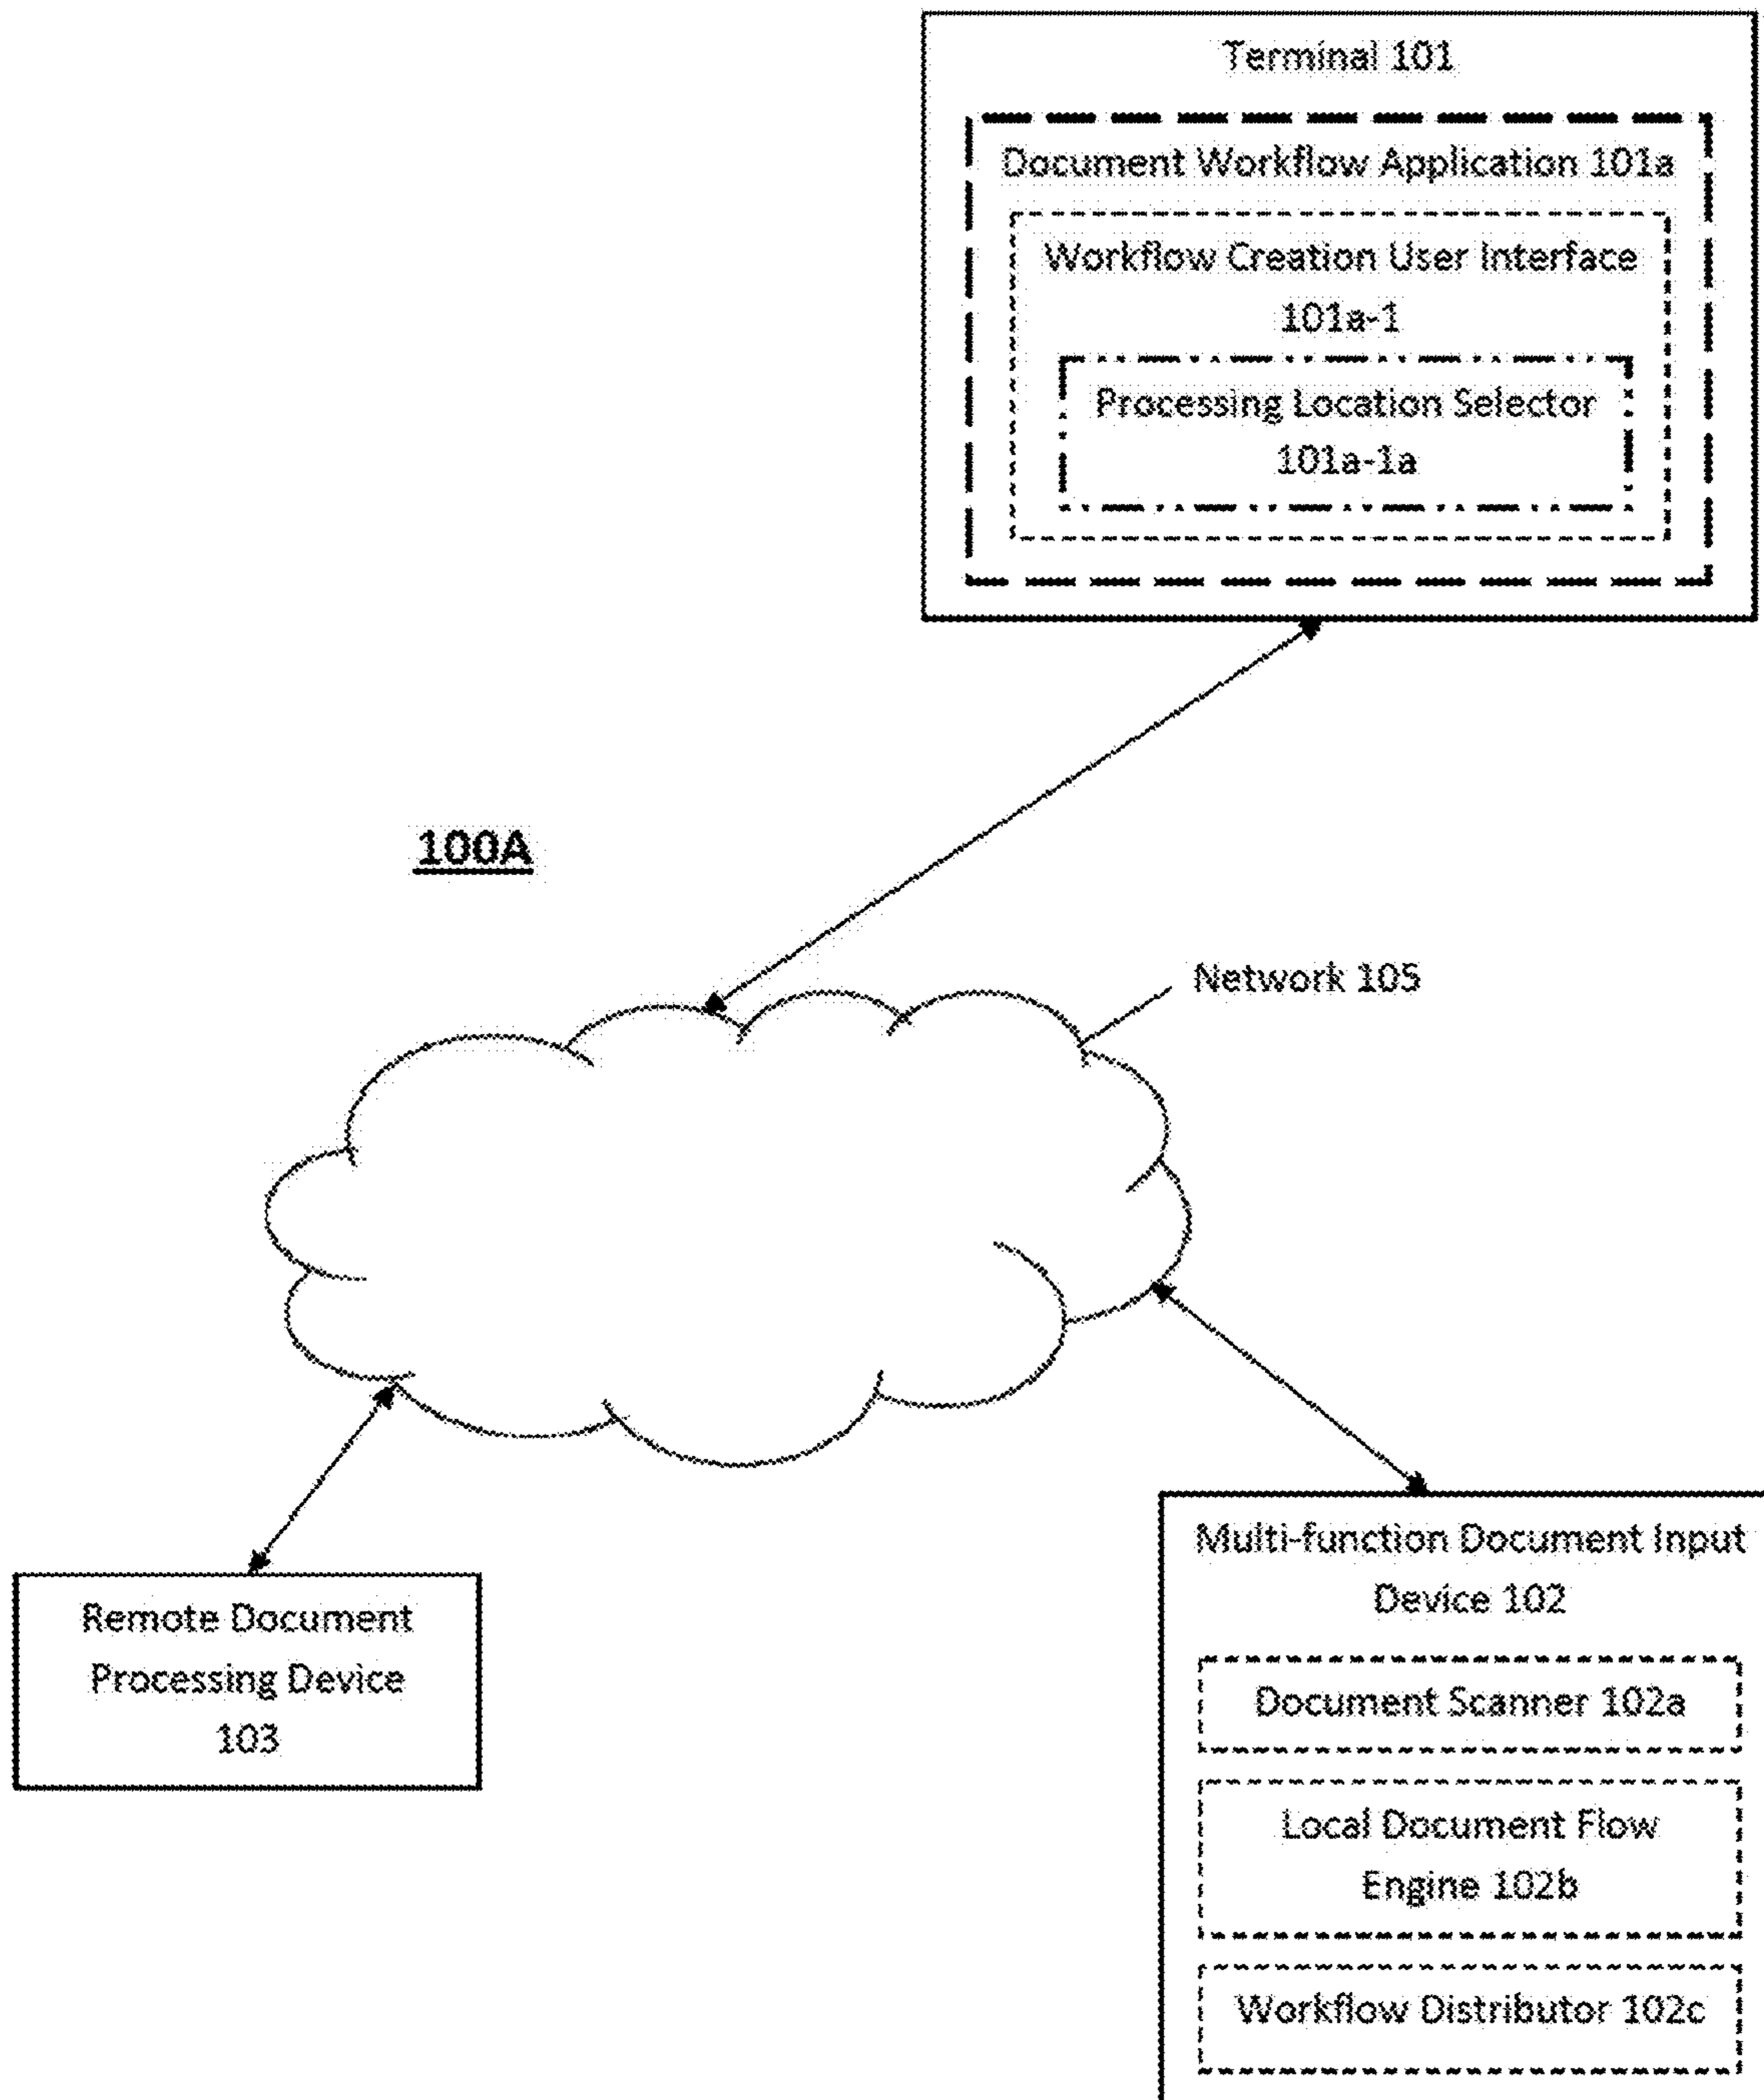 Terminal 101
Document Workflow Application 101a
Workflow Creation User Interface
101a-1
Processing Location Selector
101a-1a
100A
Network 105
Remote Document
Processing Device
103
Multi-function Document Input
Device 102
Document Scanner 102a
Local Document Flow
Engine 102b
Workflow Distributor 102c